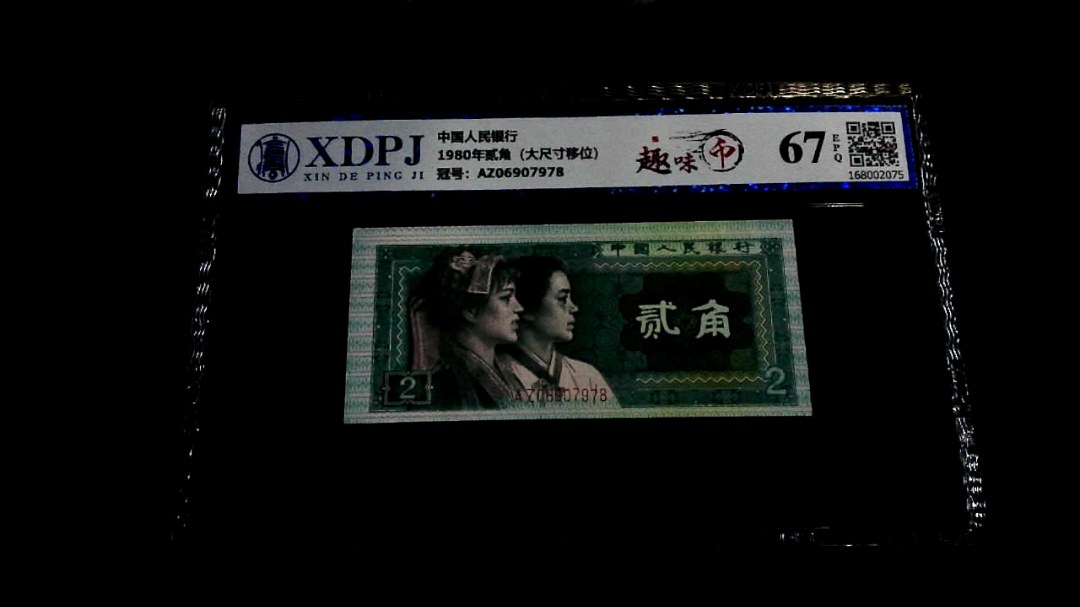 XDPJ
XIN DE PING JI
中国人民银行
1980年贰角（大尺寸移位）
冠号：AZ06907978
趣味币
67
EPQ
168002075
中国人民银行
贰角
2
2
AZ06907978